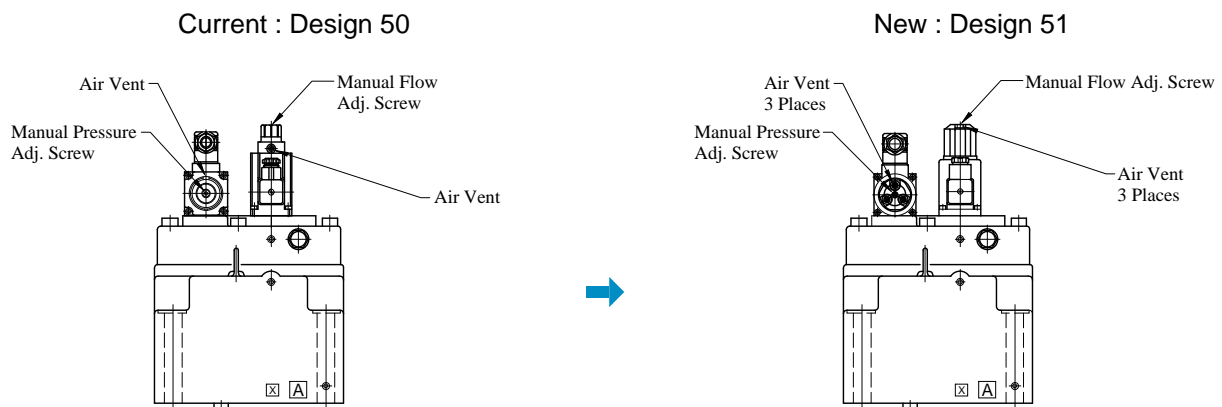 Current : Design 50
New : Design 51
Air Vent
Manual Flow
Adj. Screw
Manual Pressure
Adj. Screw
Air Vent
X A
Air Vent
3 Places
Manual Flow Adj. Screw
Manual Pressure
Adj. Screw
Air Vent
3 Places
X A